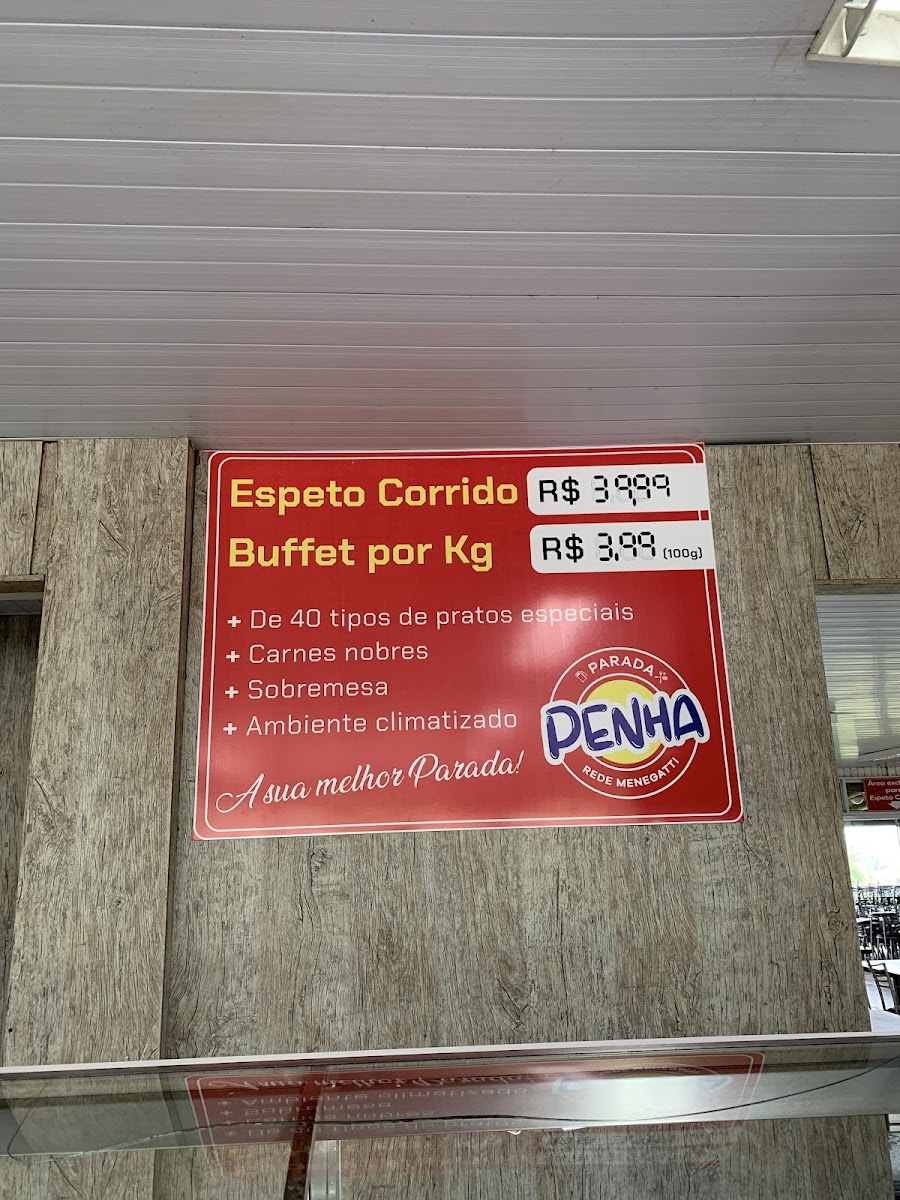 Espeto Corrido R$ 39,99
Buffet por Kg R$ 3,99 (100g)
+ De 40 tipos de pratos especiais
+ Carnes nobres
+ Sobremesa
+ Ambiente climatizado
A sua melhor Parada!
PARADA
PENHA
REDE MENEGATTI
Espeto